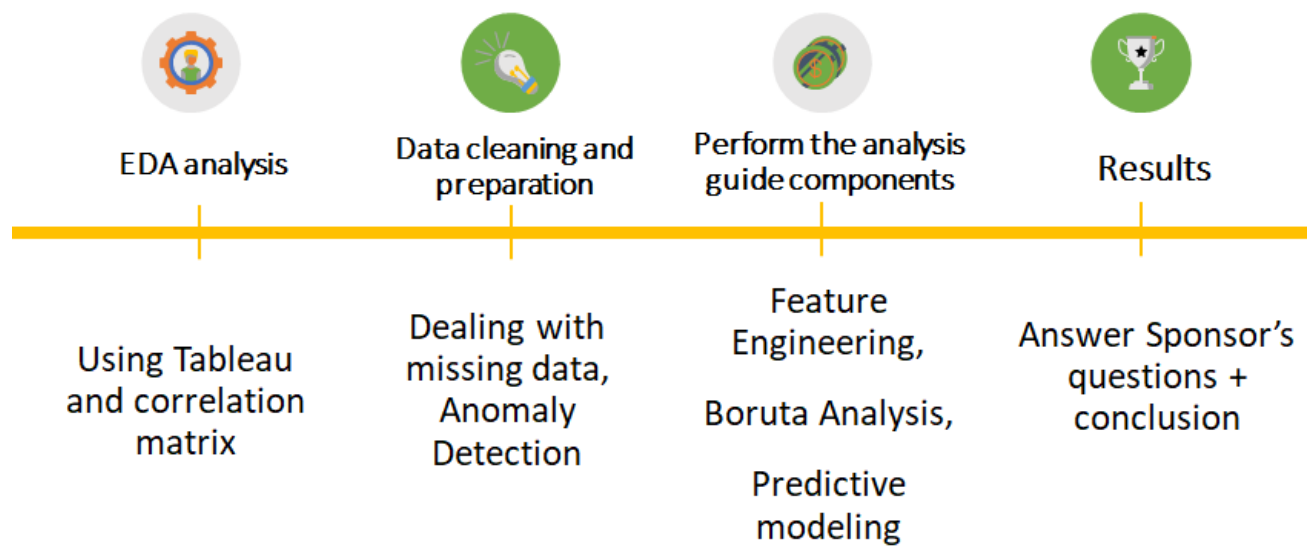 EDA analysis
Data cleaning and
preparation
Perform the analysis
guide components
Results
Using Tableau
and correlation
matrix
Dealing with
missing data,
Anomaly
Detection
Feature
Engineering,
Boruta Analysis,
Predictive
modeling
Answer Sponsor’s
questions +
conclusion